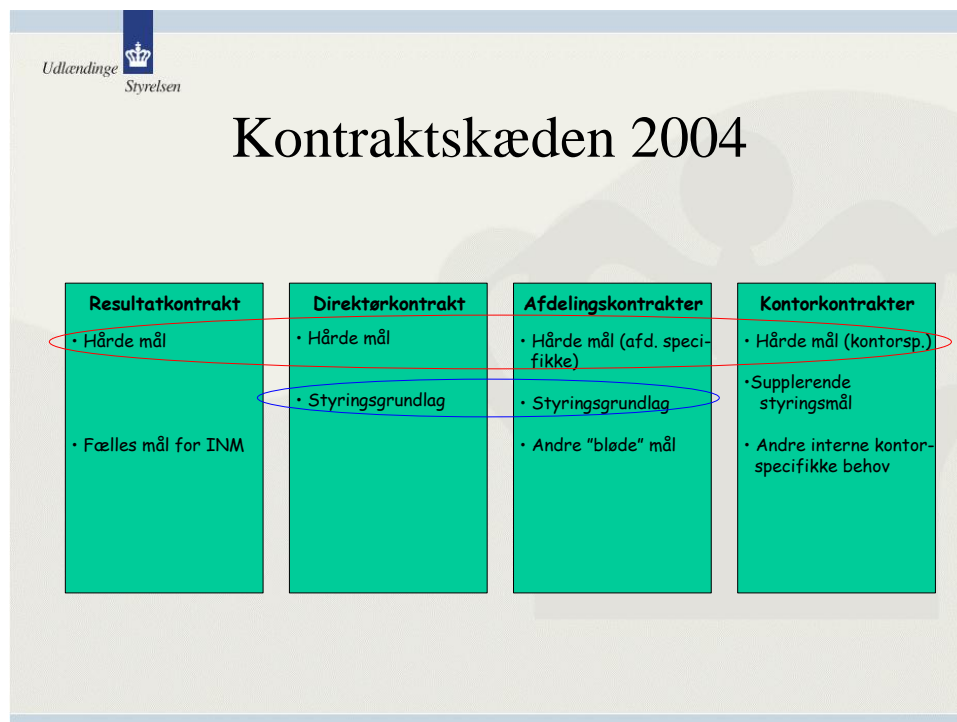 Udlændinge
Styrelsen
Kontraktskæden 2004
Resultatkontrakt
• Hårde mål
• Fælles mål for INM
Direktørkontrakt
• Hårde mål
• Styringsgrundlag
Afdelingskontrakter
• Hårde mål (afd. speci-
fikke)
• Styringsgrundlag
• Andre ”bløde” mål
Kontorkontrakter
• Hårde mål (kontorsp.)
•Supplerende
styringsmål
• Andre interne kontor-
specifikke behov